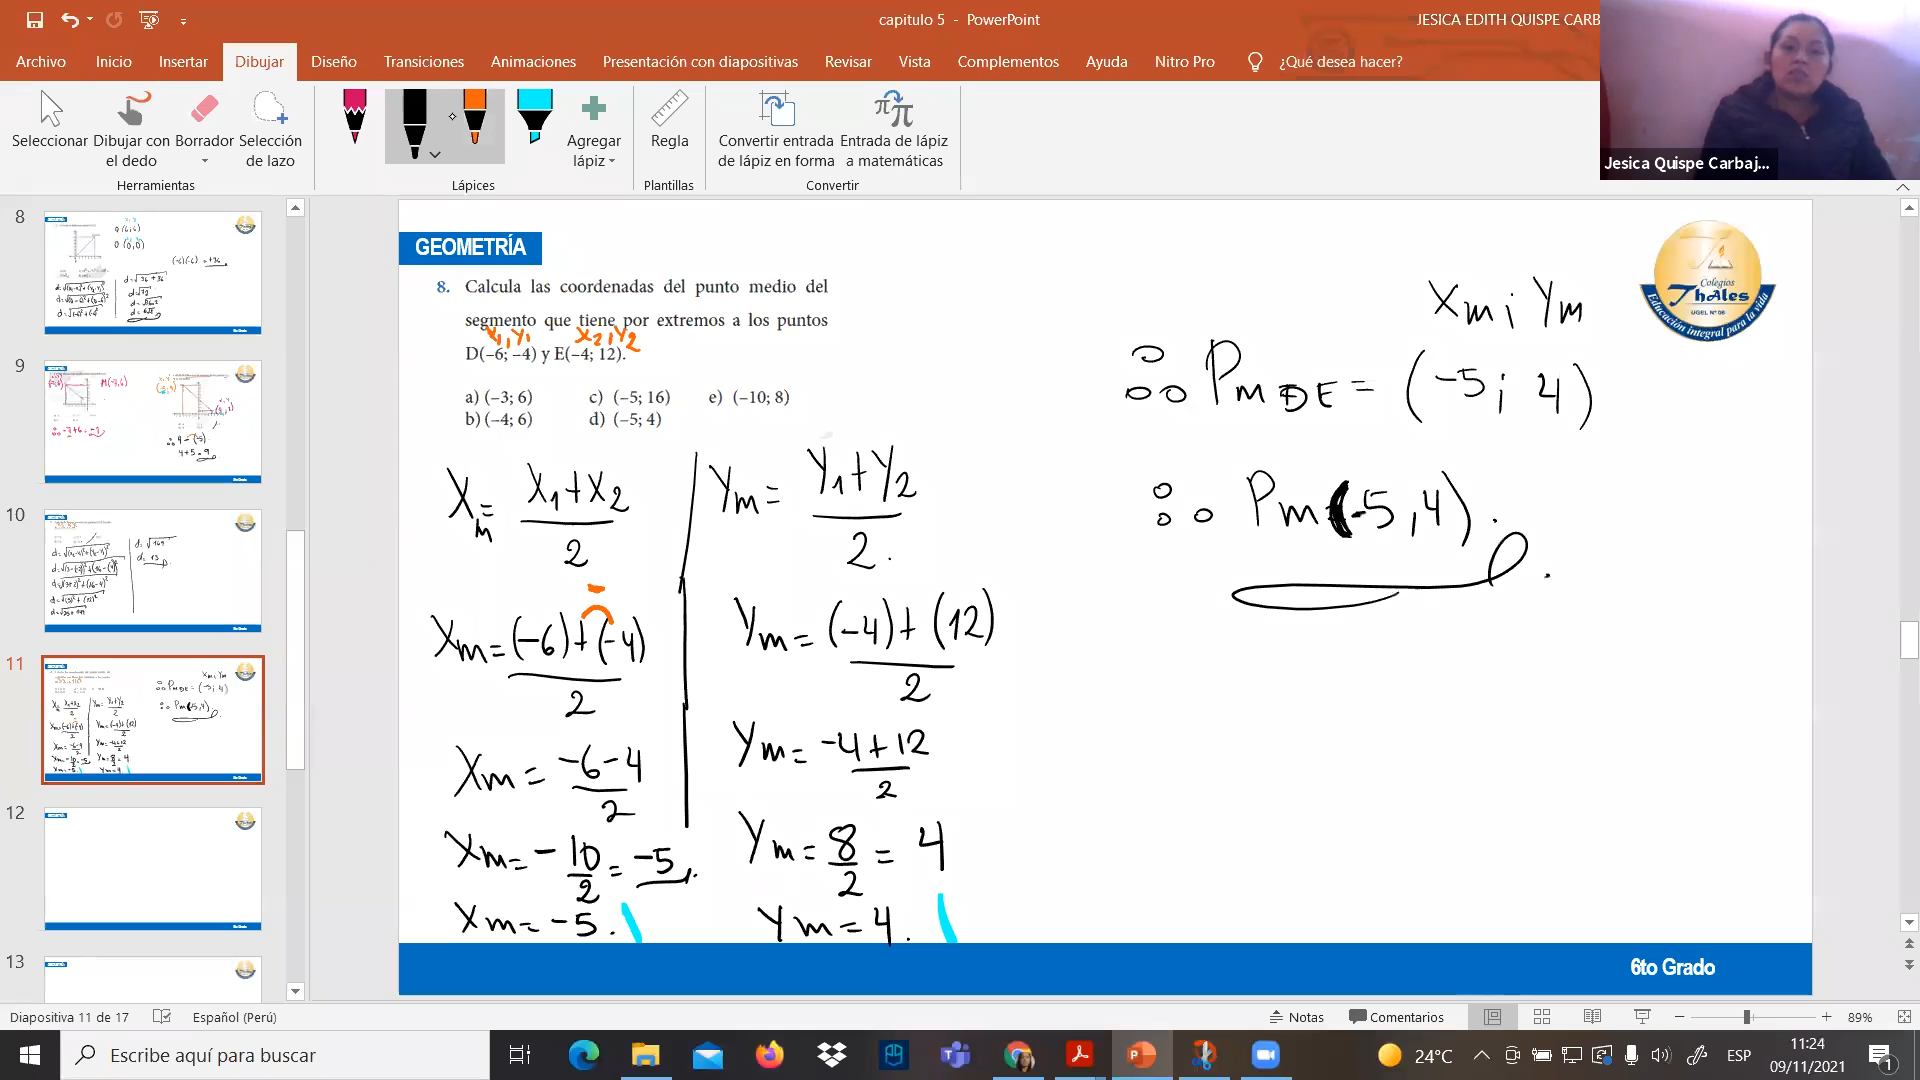 capitulo 5 - PowerPoint
JESICA EDITH QUISPE CARB
Archivo Inicio Insertar Dibujar Diseño Transiciones Animaciones Presentación con diapositivas Revisar Vista Complementos Ayuda Nitro Pro ¿Qué desea hacer?
Seleccionar Dibujar con el dedo Borrador Selección de lazo
Agregar lápiz Regla Convertir entrada de lápiz en forma Entrada de lápiz a matemáticas
Herramientas Lápices Plantillas Convertir
Jesica Quispe Carbaj...
8
9
10
11
12
13
GEOMETRÍA
8. Calcula las coordenadas del punto medio del
segmento que tiene por extremos a los puntos
X1, Y1 X2, Y2
D(–6; –4) y E(–4; 12).
a) (–3; 6) c) (–5; 16) e) (–10; 8)
b) (–4; 6) d) (–5; 4)
Colegios
Thales
UGEL Nº 06
Educación integral para la vida
Xm = X1+X2 / 2
Xm = (-6)+(-4) / 2
Xm = -6-4 / 2
Xm = -10/2 = -5
Xm = -5.
Ym = Y1+Y2 / 2.
Ym = (-4)+(12) / 2
Ym = -4+12 / 2
Ym = 8/2 = 4
Ym = 4.
Xm ; Ym
∴ Pm DE = (-5; 4)
∴ Pm(-5,4).
6to Grado
Diapositiva 11 de 17 Español (Perú) Notas Comentarios 89%
Escribe aquí para buscar
24°C ESP 11:24
09/11/2021
1